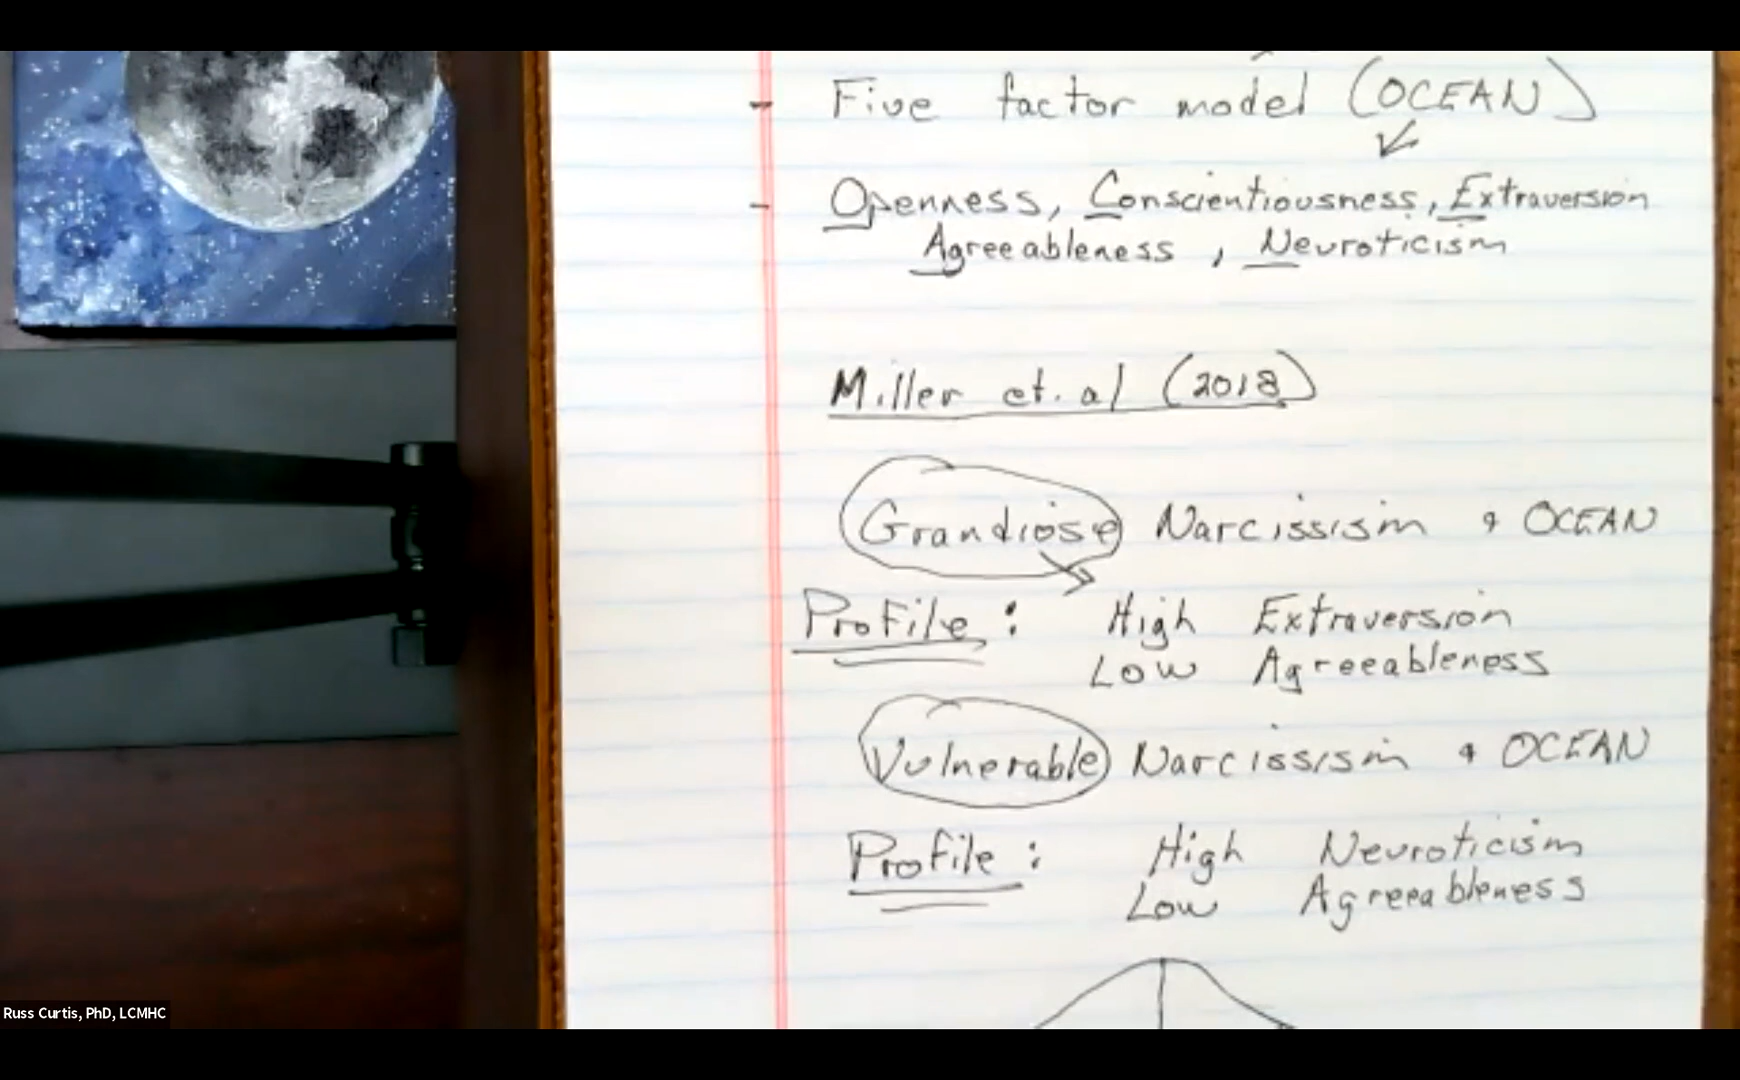 - Five factor model (OCEAN)
- Openness, Conscientiousness, Extraversion
Agreeableness, Neuroticism
Miller et. al (2018)
Grandiose Narcissism & OCEAN
Profile: High Extraversion
Low Agreeableness
Vulnerable Narcissism & OCEAN
Profile: High Neuroticism
Low Agreeableness
Russ Curtis, PhD, LCMHC